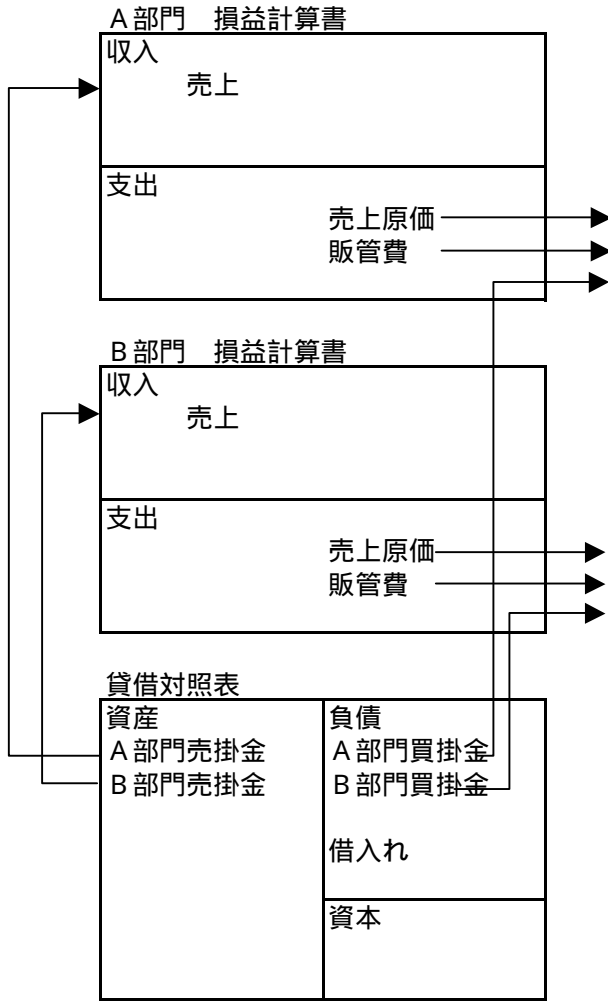 A部門　損益計算書
収入
売上
支出
売上原価
販管費
B部門　損益計算書
収入
売上
支出
売上原価
販管費
貸借対照表
資産
A部門売掛金
B部門売掛金
負債
A部門買掛金
B部門買掛金
借入れ
資本